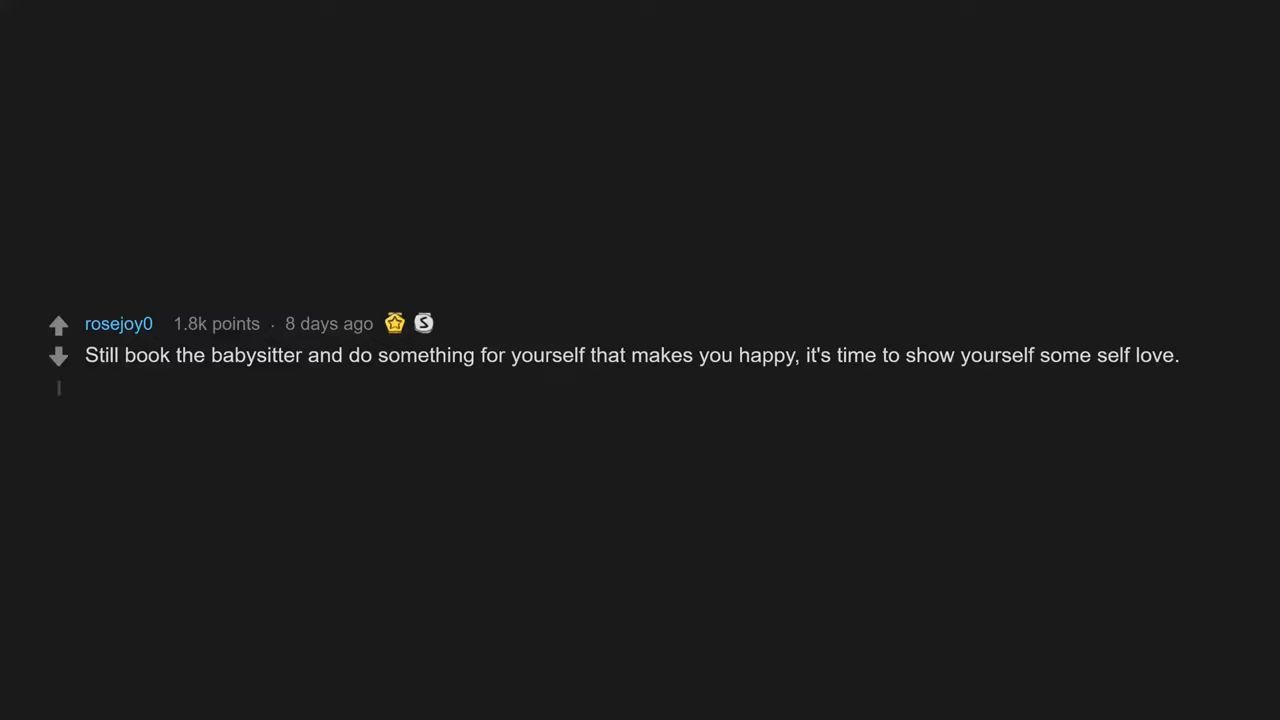 rosejoy0 1.8k points · 8 days ago S
Still book the babysitter and do something for yourself that makes you happy, it's time to show yourself some self love.